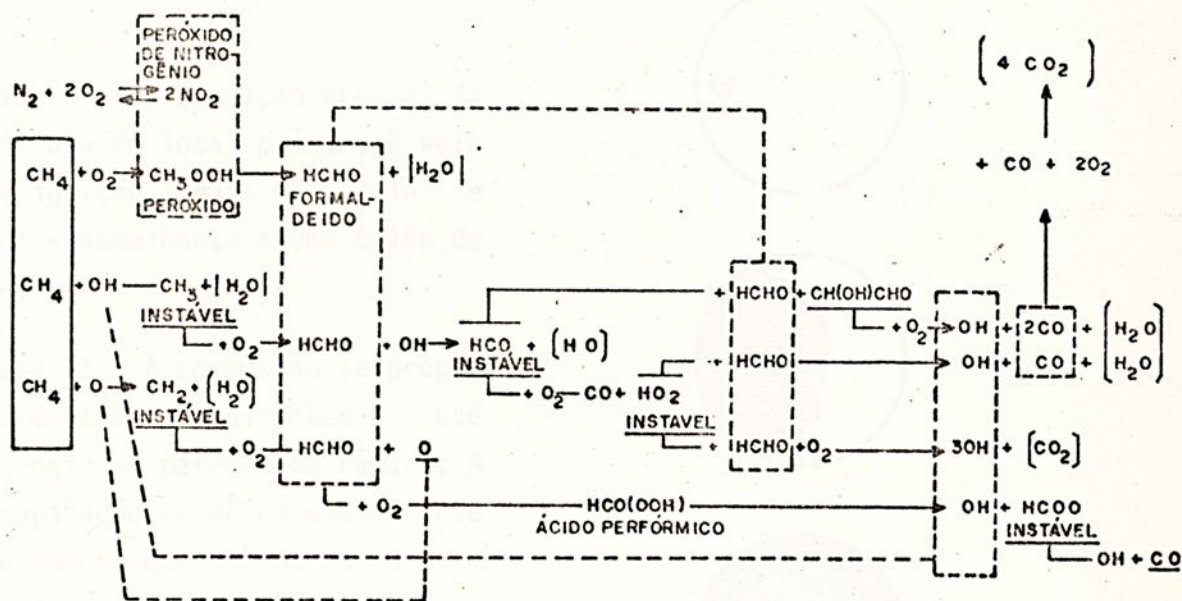 PERÓXIDO
DE NITRO-
GÊNIO
N2 + 2O2 ⇌ 2 NO2
( 4 CO2 )
+ CO + 2O2
CH4 + O2 → CH3OOH → HCHO + |H2O|
PERÓXIDO
FORMAL-
DEIDO
CH4 + OH — CH3 + |H2O|
INSTÁVEL
+ O2 → HCHO + OH → HCO + (H O)
INSTÁVEL
+ HCHO + CH(OH)CHO
+ O2 → OH + 2CO + (H2O)
+ O2 — CO + HO2
INSTAVEL
+ HCHO → OH + CO + (H2O)
CH4 + O → CH2 + (H2O)
INSTÁVEL
+ O2 → HCHO + O
+ HCHO + O2 → 3OH + (CO2)
+ O2 HCO(OOH) → OH + HCOO
ÁCIDO PERFÓRMICO
INSTÁVEL
OH + CO